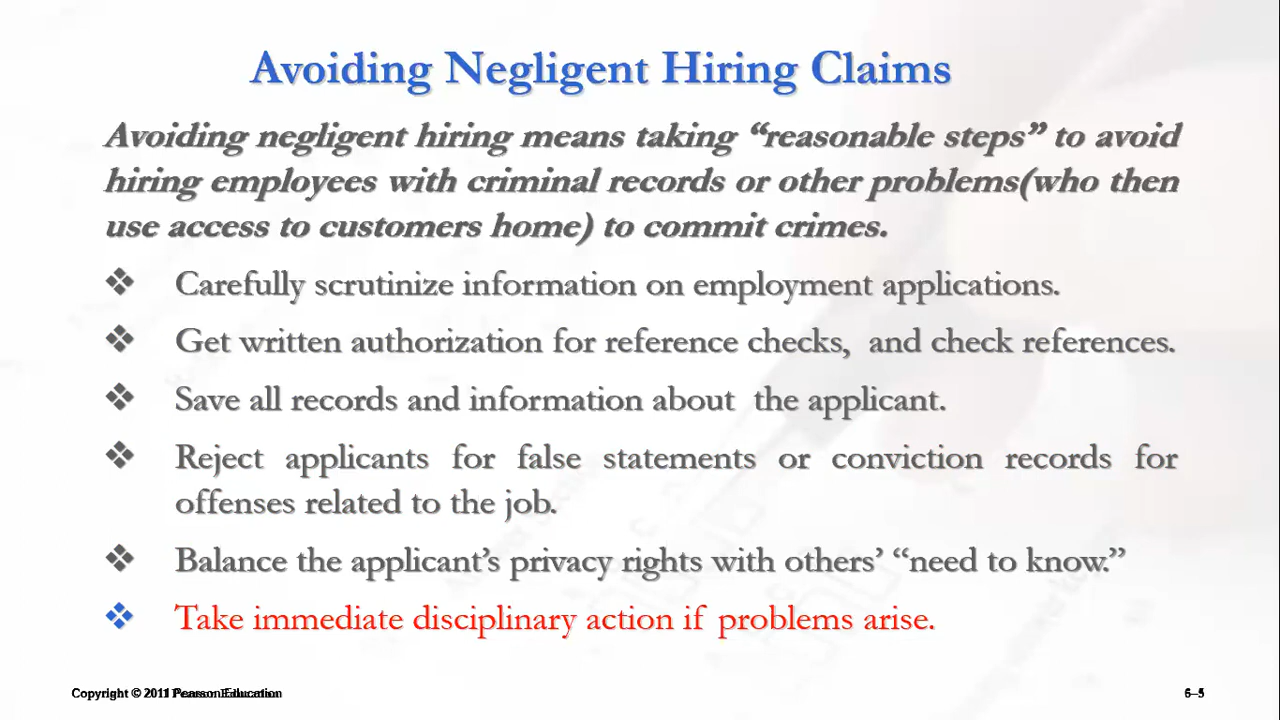 Avoiding Negligent Hiring Claims
Avoiding negligent hiring means taking “reasonable steps” to avoid
hiring employees with criminal records or other problems(who then
use access to customers home) to commit crimes.
❖ Carefully scrutinize information on employment applications.
❖ Get written authorization for reference checks, and check references.
❖ Save all records and information about the applicant.
❖ Reject applicants for false statements or conviction records for
offenses related to the job.
❖ Balance the applicant’s privacy rights with others’ “need to know.”
❖ Take immediate disciplinary action if problems arise.
Copyright © 2011 Pearson Education